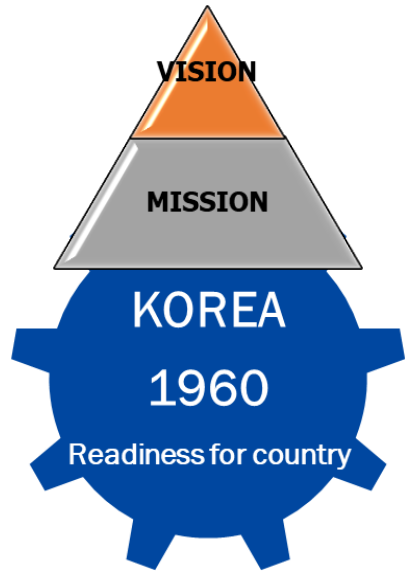 VISION
MISSION
KOREA
1960
Readiness for country